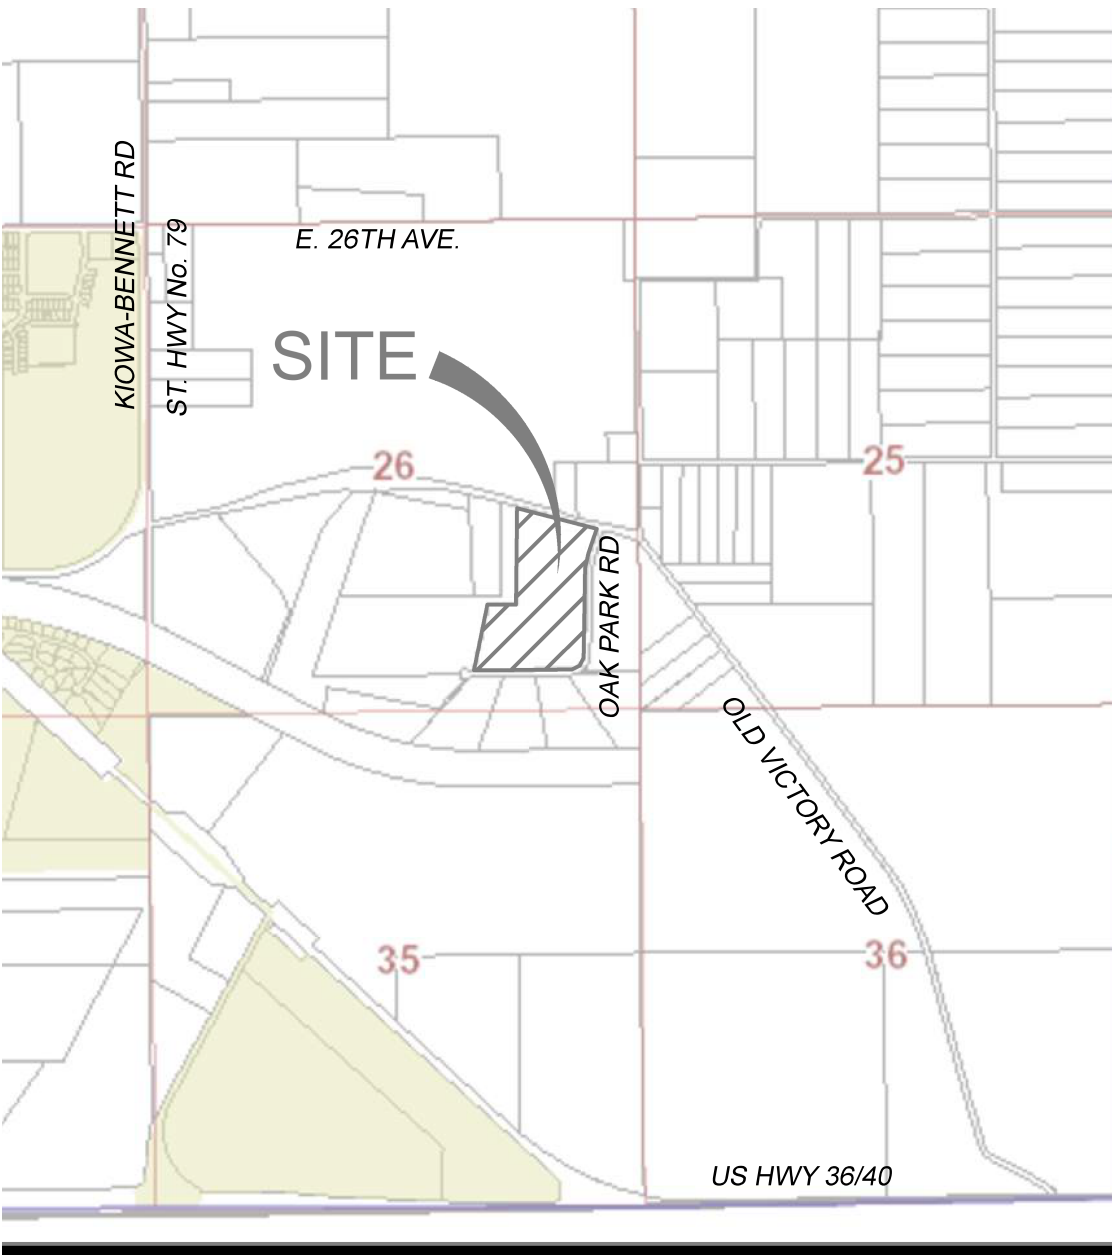 KIOWA-BENNETT RD
ST. HWY No. 79
E. 26TH AVE.
SITE
26
25
OAK PARK RD
OLD VICTORY ROAD
35
36
US HWY 36/40